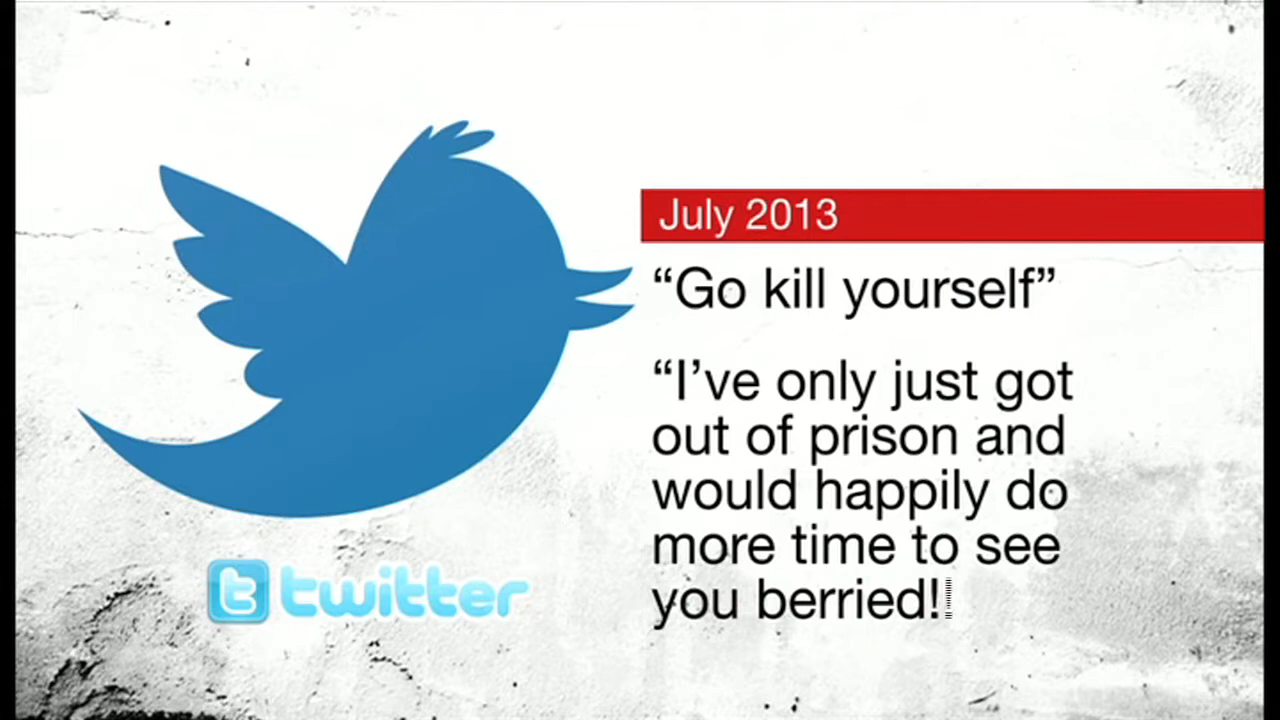 July 2013
“Go kill yourself”
“I’ve only just got
out of prison and
would happily do
more time to see
you berried!!
t twitter